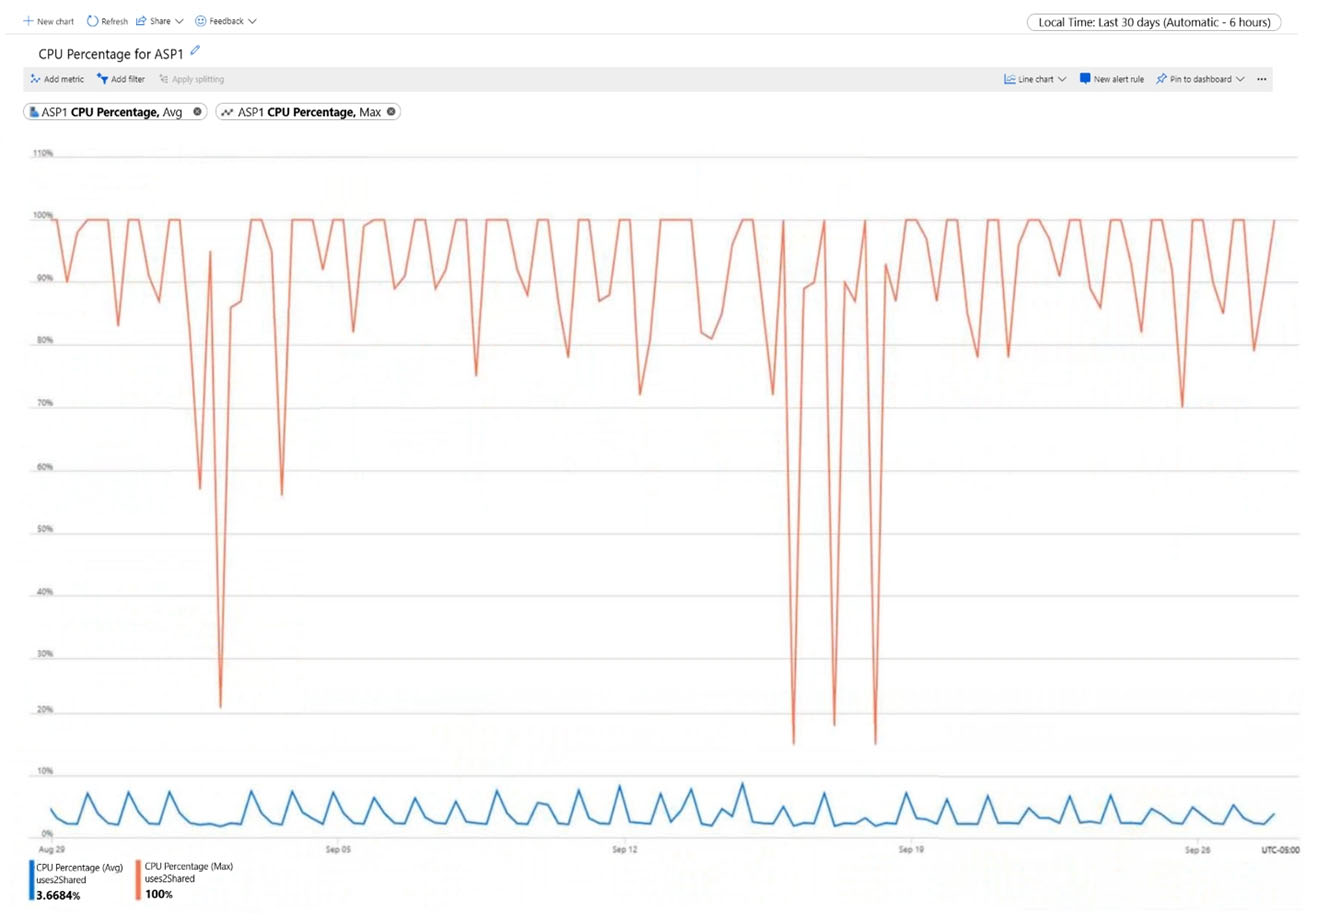 New chart Refresh Share Feedback Local Time: Last 30 days (Automatic - 6 hours)
CPU Percentage for ASP1
Add metric Add filter Apply splitting Line chart New alert rule Pin to dashboard ...
ASP1 CPU Percentage, Avg ASP1 CPU Percentage, Max
110%
100%
90%
80%
70%
60%
50%
40%
30%
20%
10%
0%
Aug 29 Sep 05 Sep 12 Sep 19 Sep 26 UTC-05:00
CPU Percentage (Avg) CPU Percentage (Max)
uses2Shared uses2Shared
3.6684% 100%